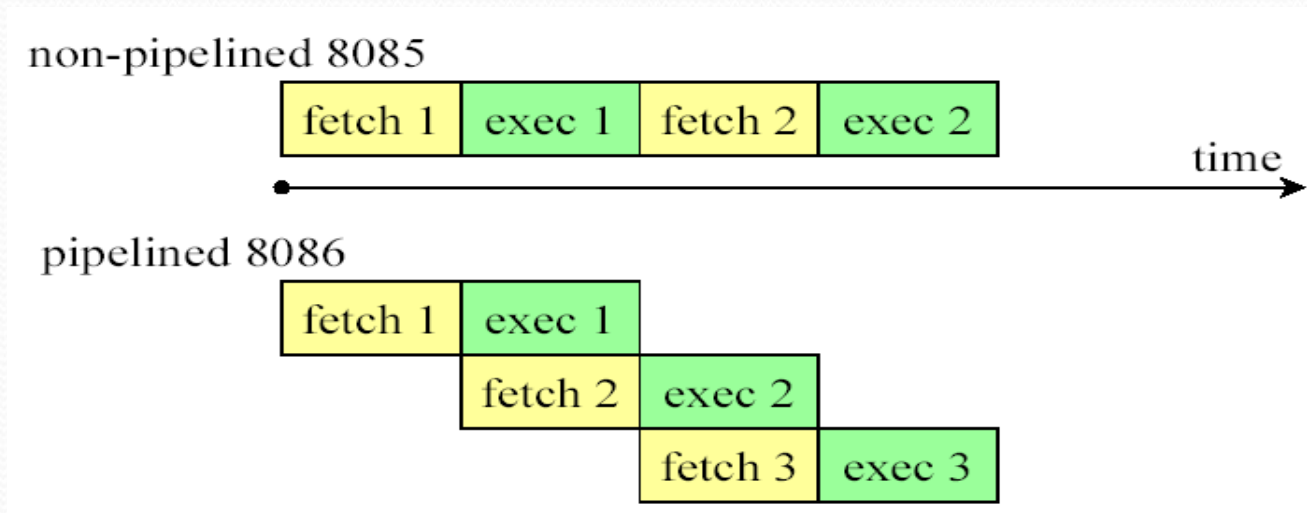 non-pipelined 8085
fetch 1 exec 1 fetch 2 exec 2
time
pipelined 8086
fetch 1 exec 1
fetch 2 exec 2
fetch 3 exec 3